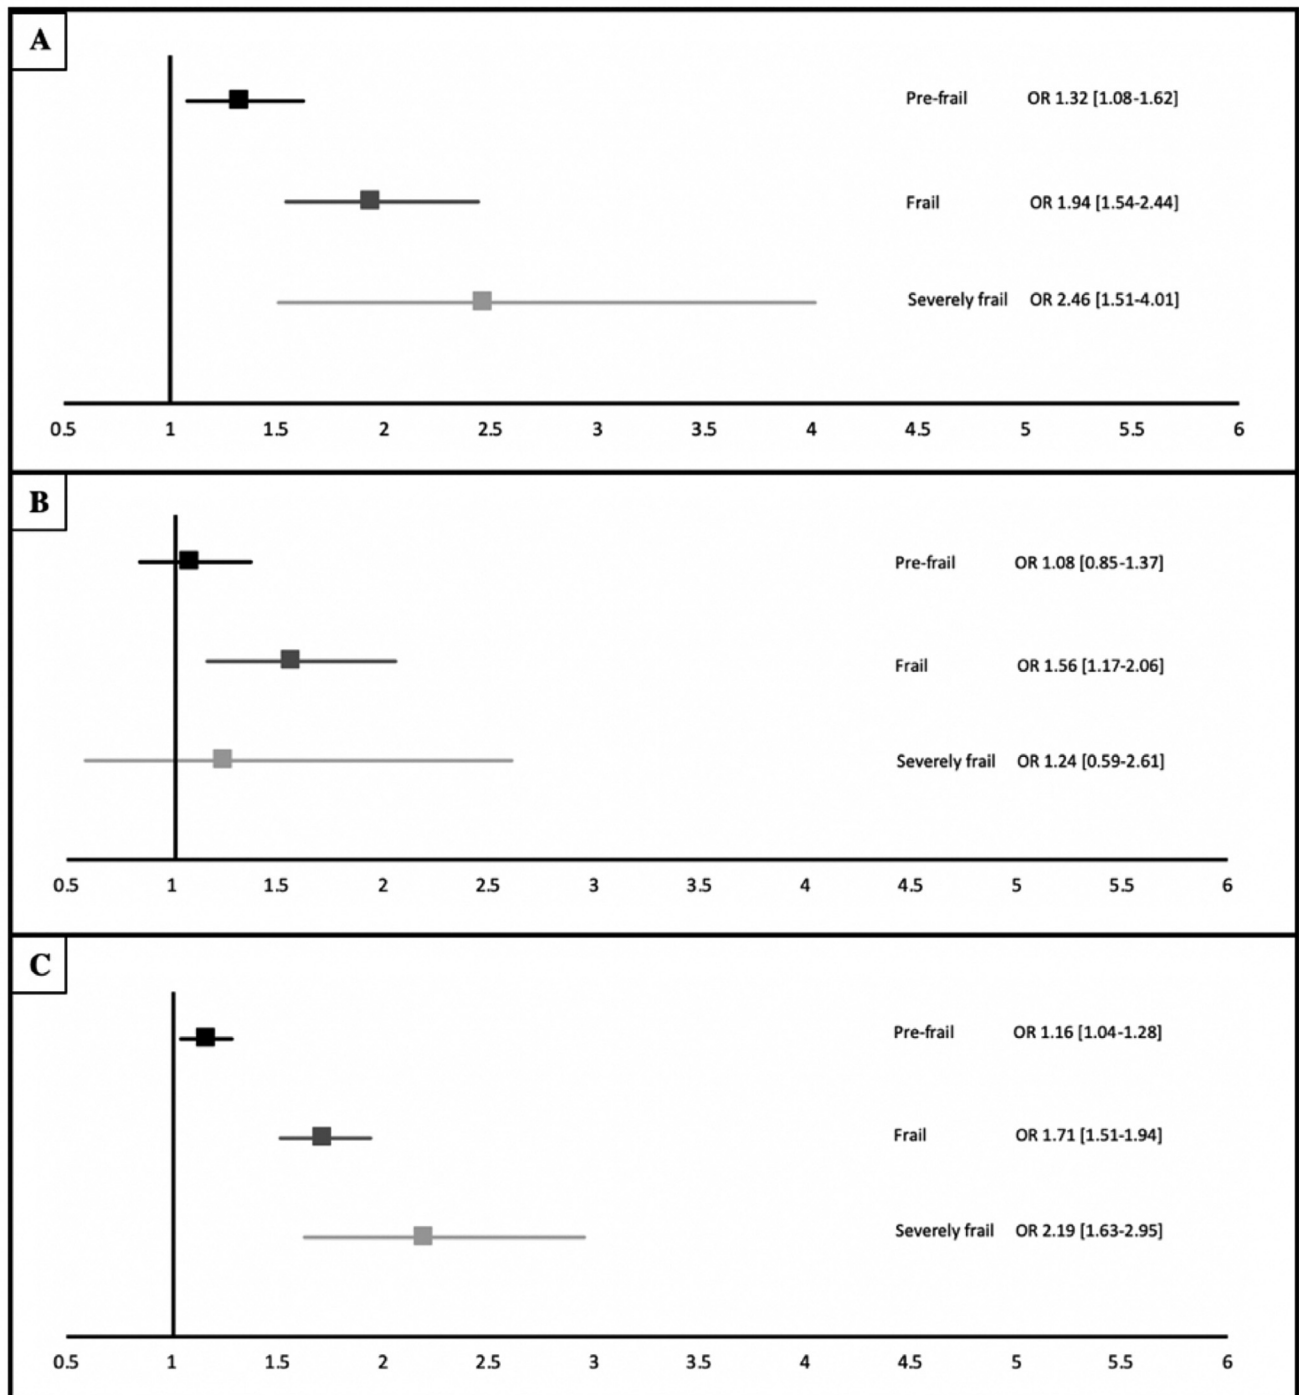 A
Pre-frail OR 1.32 [1.08-1.62]
Frail OR 1.94 [1.54-2.44]
Severely frail OR 2.46 [1.51-4.01]
0.5 1 1.5 2 2.5 3 3.5 4 4.5 5 5.5 6
B
Pre-frail OR 1.08 [0.85-1.37]
Frail OR 1.56 [1.17-2.06]
Severely frail OR 1.24 [0.59-2.61]
0.5 1 1.5 2 2.5 3 3.5 4 4.5 5 5.5 6
C
Pre-frail OR 1.16 [1.04-1.28]
Frail OR 1.71 [1.51-1.94]
Severely frail OR 2.19 [1.63-2.95]
0.5 1 1.5 2 2.5 3 3.5 4 4.5 5 5.5 6